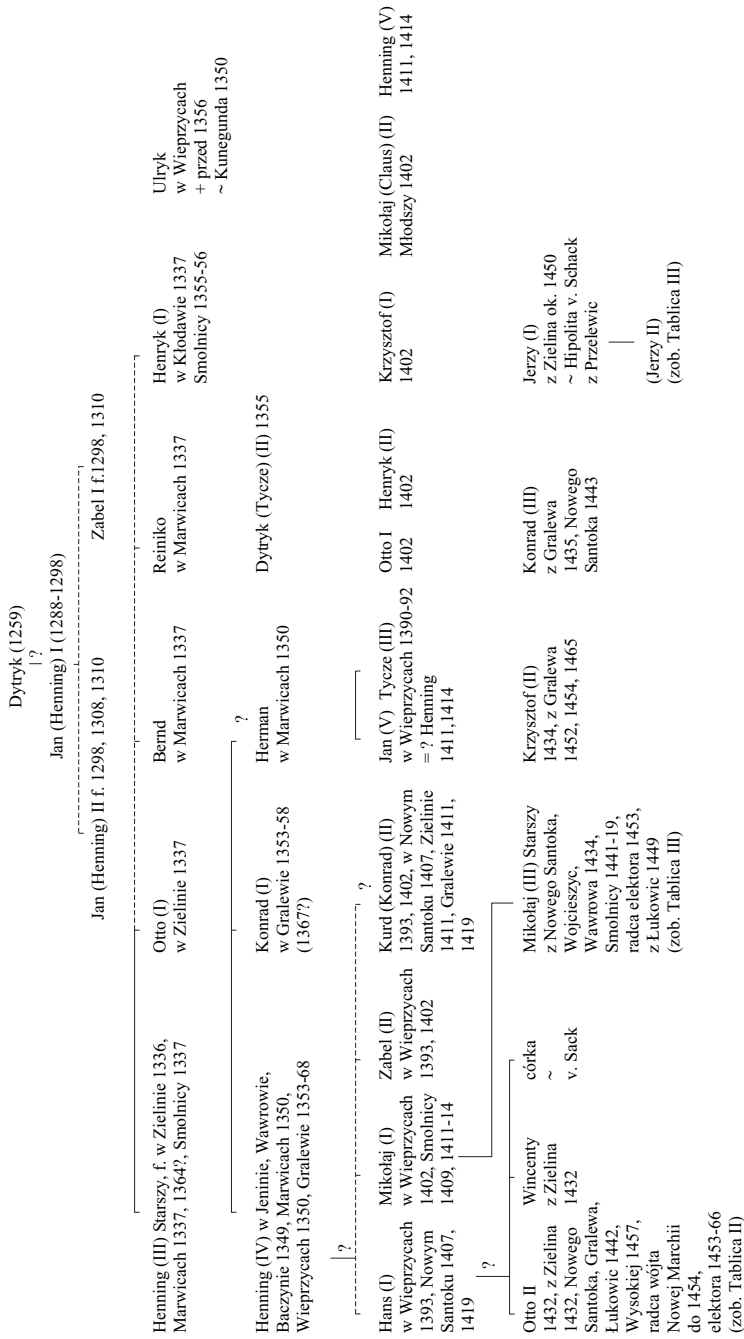 Dytryk (1259)
?
Jan (Henning) I (1288-1298)
Jan (Henning) II f. 1298, 1308, 1310
Zabel I f.1298, 1310
Henning (III) Starszy, f. w Zielinie 1336,
Marwicach 1337, 1364?, Smolnicy 1337
Otto (I)
w Zielinie 1337
Bernd
w Marwicach 1337
Reiniko
w Marwicach 1337
Henryk (I)
w Kłodawie 1337
Smolnicy 1355-56
Ulryk
w Wieprzycach
+ przed 1356
~ Kunegunda 1350
?
Henning (IV) w Jeninie, Wawrowie,
Baczynie 1349, Marwicach 1350,
Wieprzycach 1350, Gralewie 1353-68
Konrad (I)
w Gralewie 1353-58
(1367?)
Herman
w Marwicach 1350
Dytryk (Tycze) (II) 1355
?
?
Hans (I)
w Wieprzycach
1393, Nowym
Santoku 1407,
1419
Mikołaj (I)
w Wieprzycach
1402, Smolnicy
1409, 1411-14
Zabel (II)
w Wieprzycach
1393, 1402
Kurd (Konrad) (II)
1393, 1402, w Nowym
Santoku 1407, Zielinie
1411, Gralewie 1411,
1419
Jan (V) Tycze (III)
w Wieprzycach 1390-92
= ? Henning
1411,1414
Otto I
1402
Henryk (II)
1402
Krzysztof (I)
1402
Mikołaj (Claus) (II)
Młodszy 1402
Henning (V)
1411, 1414
?
Otto II
1432, z Zielina
1432, Nowego
Santoka, Gralewa,
Łukowic 1442,
Wysokiej 1457,
radca wójta
Nowej Marchii
do 1454,
elektora 1453-66
(zob. Tablica II)
Wincenty
z Zielina
1432
córka
~
v. Sack
Mikołaj (III) Starszy
z Nowego Santoka,
Wojcieszyc,
Wawrowa 1434,
Smolnicy 1441-19,
radca elektora 1453,
z Łukowic 1449
(zob. Tablica III)
Krzysztof (II)
1434, z Gralewa
1452, 1454, 1465
Konrad (III)
z Gralewa
1435, Nowego
Santoka 1443
Jerzy (I)
z Zielina ok. 1450
~ Hipolita v. Schack
z Przelewic
(Jerzy II)
(zob. Tablica III)